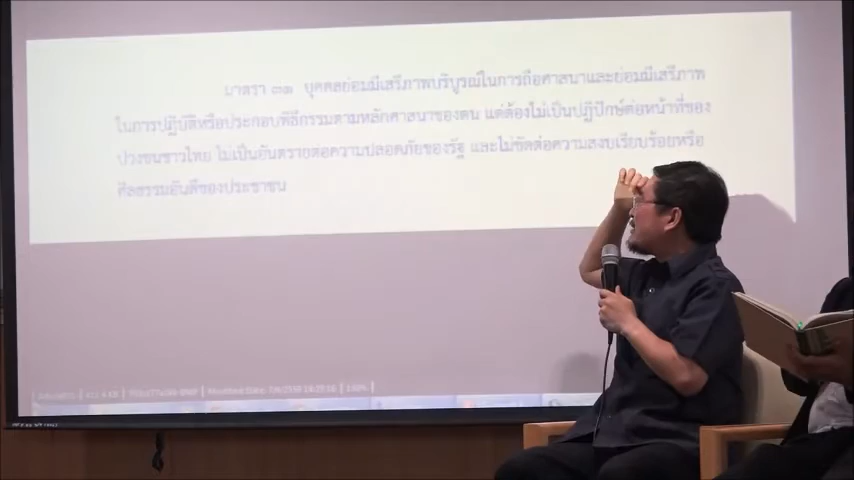 มาตรา ๓๑ บุคคลย่อมมีเสรีภาพบริบูรณ์ในการถือศาสนาและย่อมมีเสรีภาพ
ในการปฏิบัติหรือประกอบพิธีกรรมตามหลักศาสนาของตน แต่ต้องไม่เป็นปฏิปักษ์ต่อหน้าที่ของ
ปวงชนชาวไทย ไม่เป็นอันตรายต่อความปลอดภัยของรัฐ และไม่ขัดต่อความสงบเรียบร้อยหรือ
ศีลธรรมอันดีของประชาชน